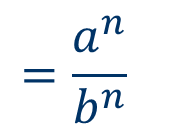 = aⁿ / bⁿ